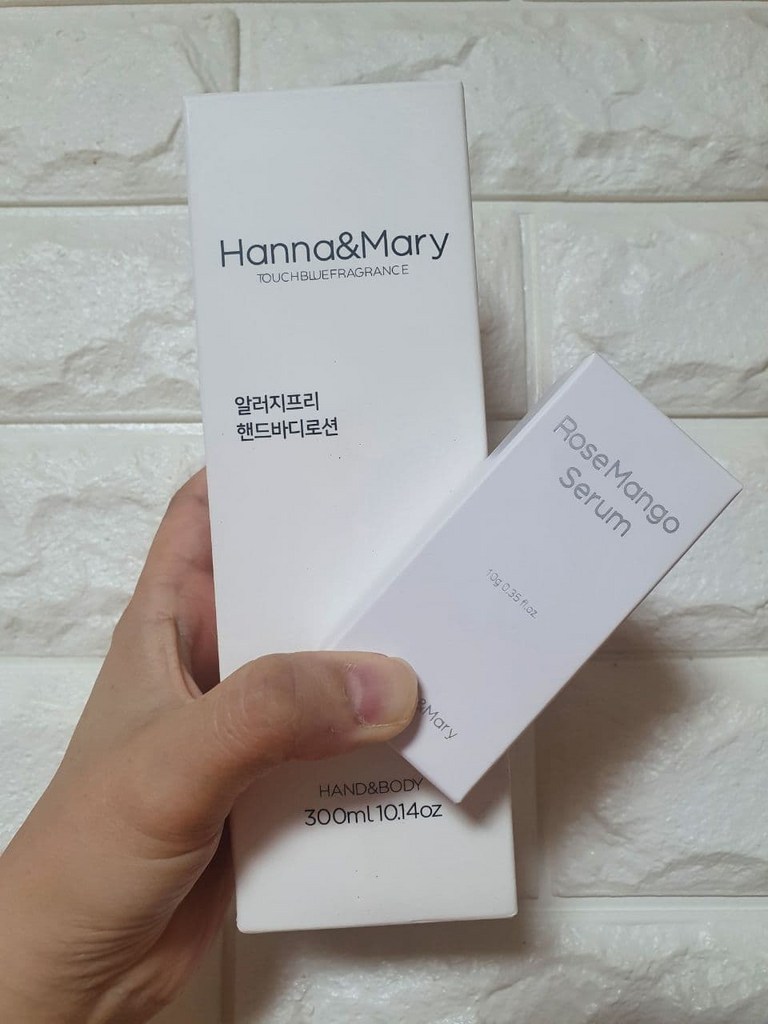 Hanna&Mary
TOUCHBLUEFRAGRANCE
알러지프리
핸드바디로션
HAND&BODY
300ml 10.14oz
RoseMango
Serum
10g 0.35 fl.oz.
&Mary